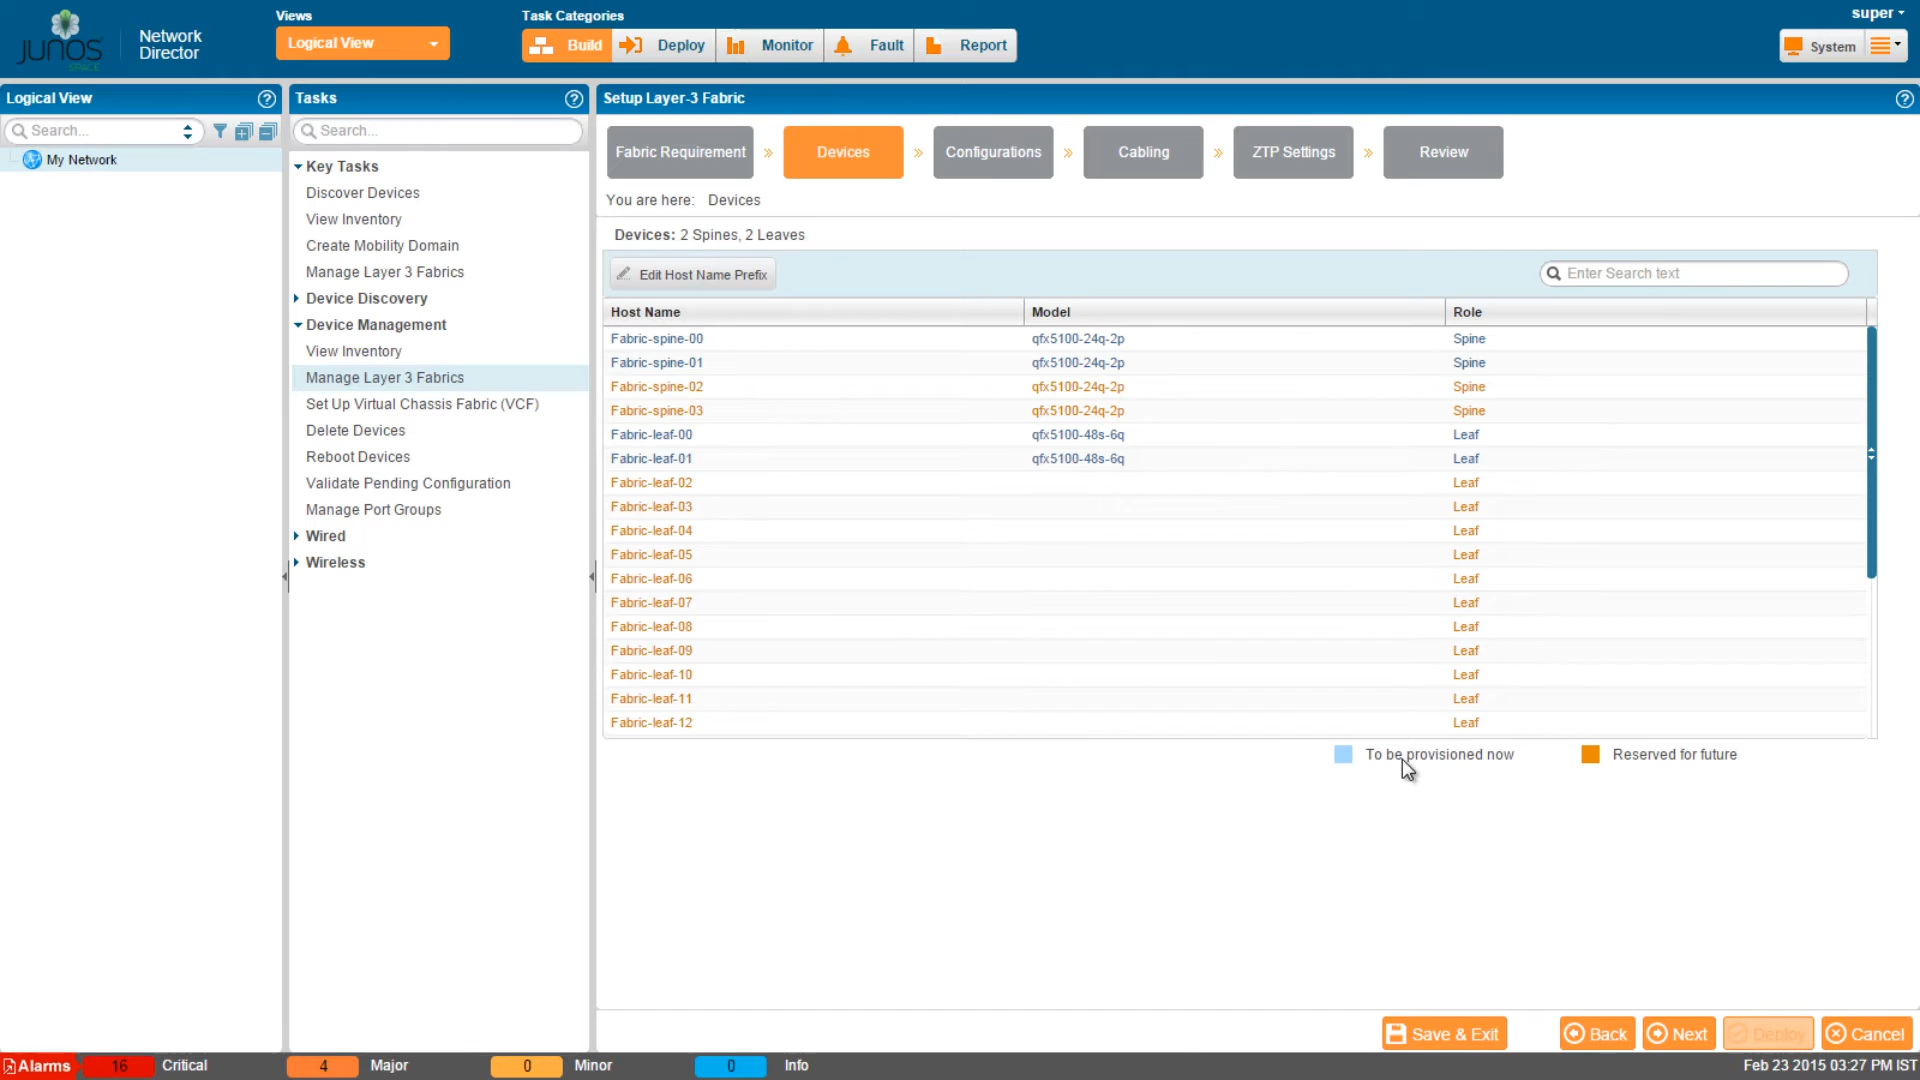 Views
Task Categories
super
JUNOS
SPACE
Network
Director
Logical View
Build
Deploy
Monitor
Fault
Report
System
Logical View
Tasks
Setup Layer-3 Fabric
Search...
Search...
My Network
Key Tasks
Discover Devices
View Inventory
Create Mobility Domain
Manage Layer 3 Fabrics
Device Discovery
Device Management
View Inventory
Manage Layer 3 Fabrics
Set Up Virtual Chassis Fabric (VCF)
Delete Devices
Reboot Devices
Validate Pending Configuration
Manage Port Groups
Wired
Wireless
Fabric Requirement » Devices » Configurations » Cabling » ZTP Settings » Review
You are here: Devices
Devices: 2 Spines, 2 Leaves
Edit Host Name Prefix
Enter Search text
Host Name Model Role
Fabric-spine-00 qfx5100-24q-2p Spine
Fabric-spine-01 qfx5100-24q-2p Spine
Fabric-spine-02 qfx5100-24q-2p Spine
Fabric-spine-03 qfx5100-24q-2p Spine
Fabric-leaf-00 qfx5100-48s-6q Leaf
Fabric-leaf-01 qfx5100-48s-6q Leaf
Fabric-leaf-02 Leaf
Fabric-leaf-03 Leaf
Fabric-leaf-04 Leaf
Fabric-leaf-05 Leaf
Fabric-leaf-06 Leaf
Fabric-leaf-07 Leaf
Fabric-leaf-08 Leaf
Fabric-leaf-09 Leaf
Fabric-leaf-10 Leaf
Fabric-leaf-11 Leaf
Fabric-leaf-12 Leaf
To be provisioned now
Reserved for future
Save & Exit
Back
Next
Deploy
Cancel
Alarms 16 Critical 4 Major 0 Minor 0 Info
Feb 23 2015 03:27 PM IST